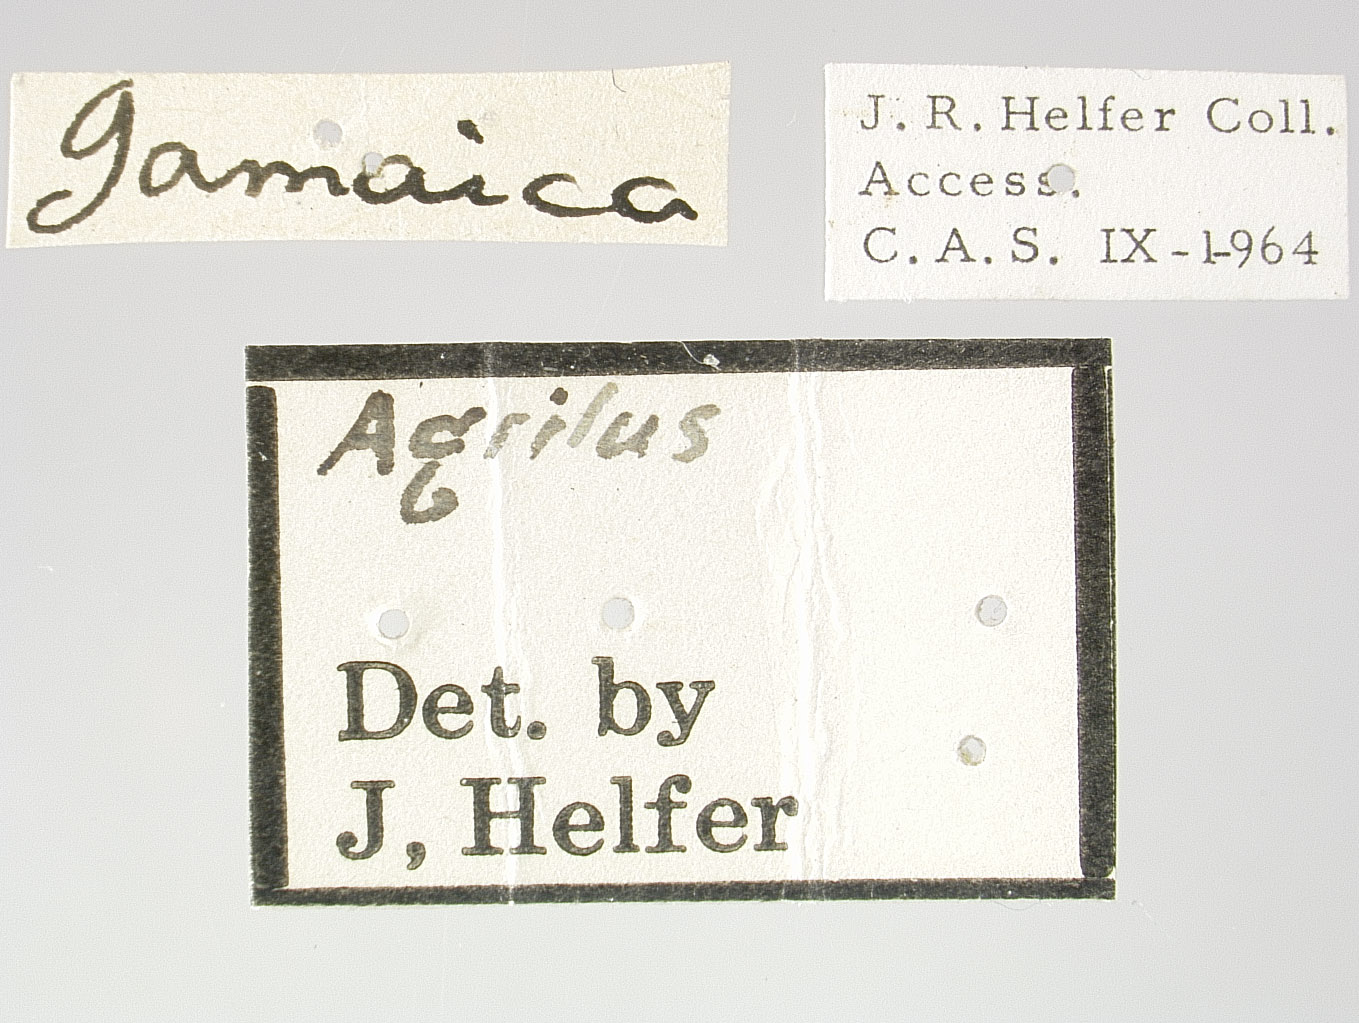 Jamaica
J. R. Helfer Coll.
Access.
C. A. S. IX-1-964
Agrilus
Det. by
J, Helfer